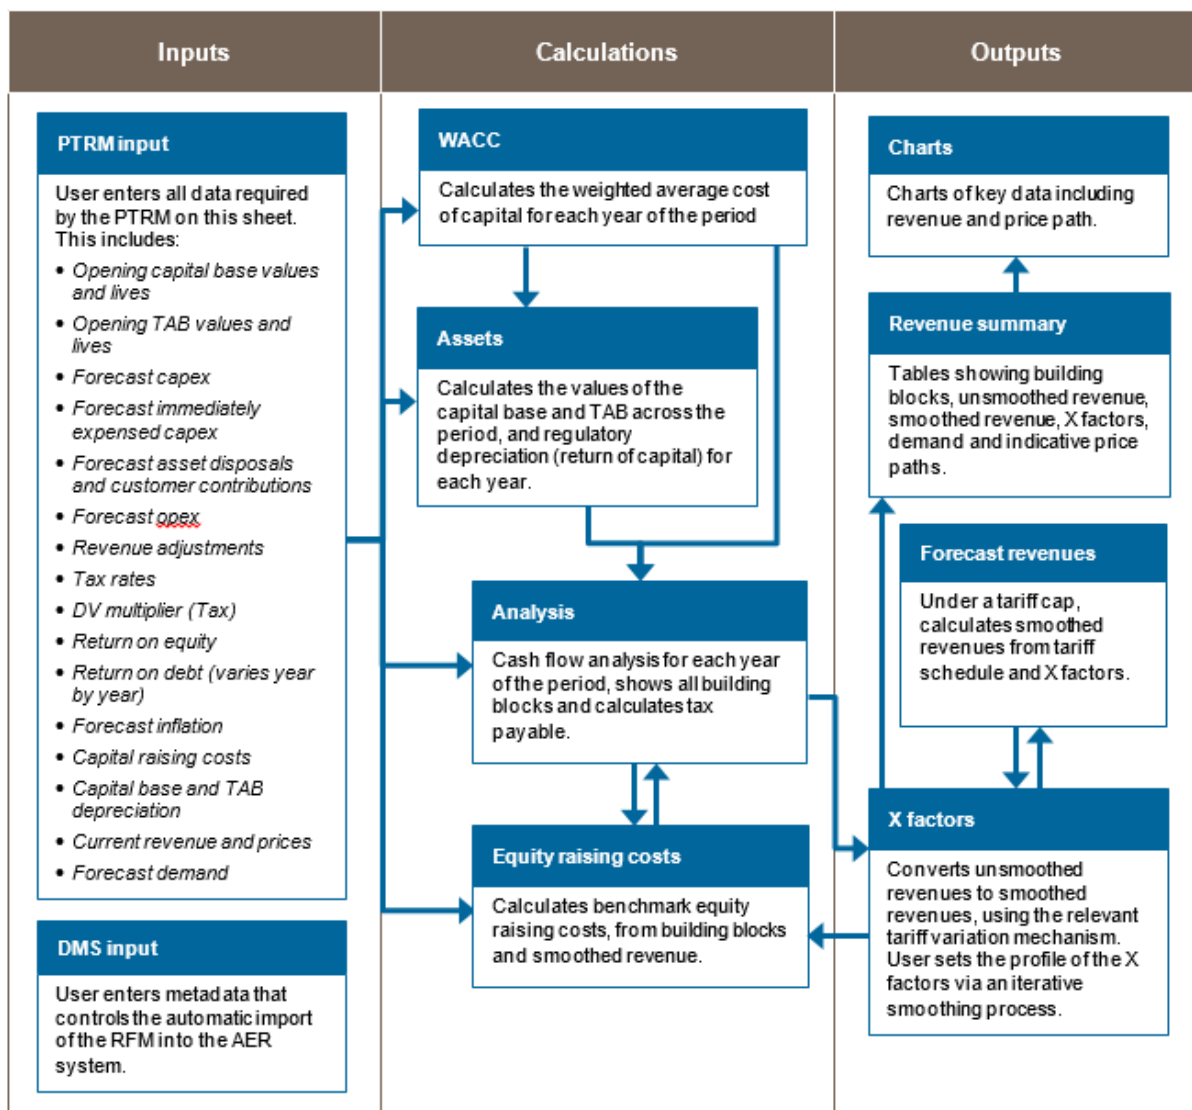 Inputs
Calculations
Outputs
PTRM input
User enters all data required
by the PTRM on this sheet.
This includes:
• Opening capital base values
and lives
• Opening TAB values and
lives
• Forecast capex
• Forecast immediately
expensed capex
• Forecast asset disposals
and customer contributions
• Forecast opex
• Revenue adjustments
• Tax rates
• DV multiplier (Tax)
• Return on equity
• Return on debt (varies year
by year)
• Forecast inflation
• Capital raising costs
• Capital base and TAB
depreciation
• Current revenue and prices
• Forecast demand
DMS input
User enters metadata that
controls the automatic import
of the RFM into the AER
system.
WACC
Calculates the weighted average cost
of capital for each year of the period
Assets
Calculates the values of the
capital base and TAB across the
period, and regulatory
depreciation (return of capital) for
each year.
Analysis
Cash flow analysis for each year
of the period, shows all building
blocks and calculates tax
payable.
Equity raising costs
Calculates benchmark equity
raising costs, from building blocks
and smoothed revenue.
Charts
Charts of key data including
revenue and price path.
Revenue summary
Tables showing building
blocks, unsmoothed revenue,
smoothed revenue, X factors,
demand and indicative price
paths.
Forecast revenues
Under a tariff cap,
calculates smoothed
revenues from tariff
schedule and X factors.
X factors
Converts unsmoothed
revenues to smoothed
revenues, using the relevant
tariff variation mechanism.
User sets the profile of the X
factors via an iterative
smoothing process.